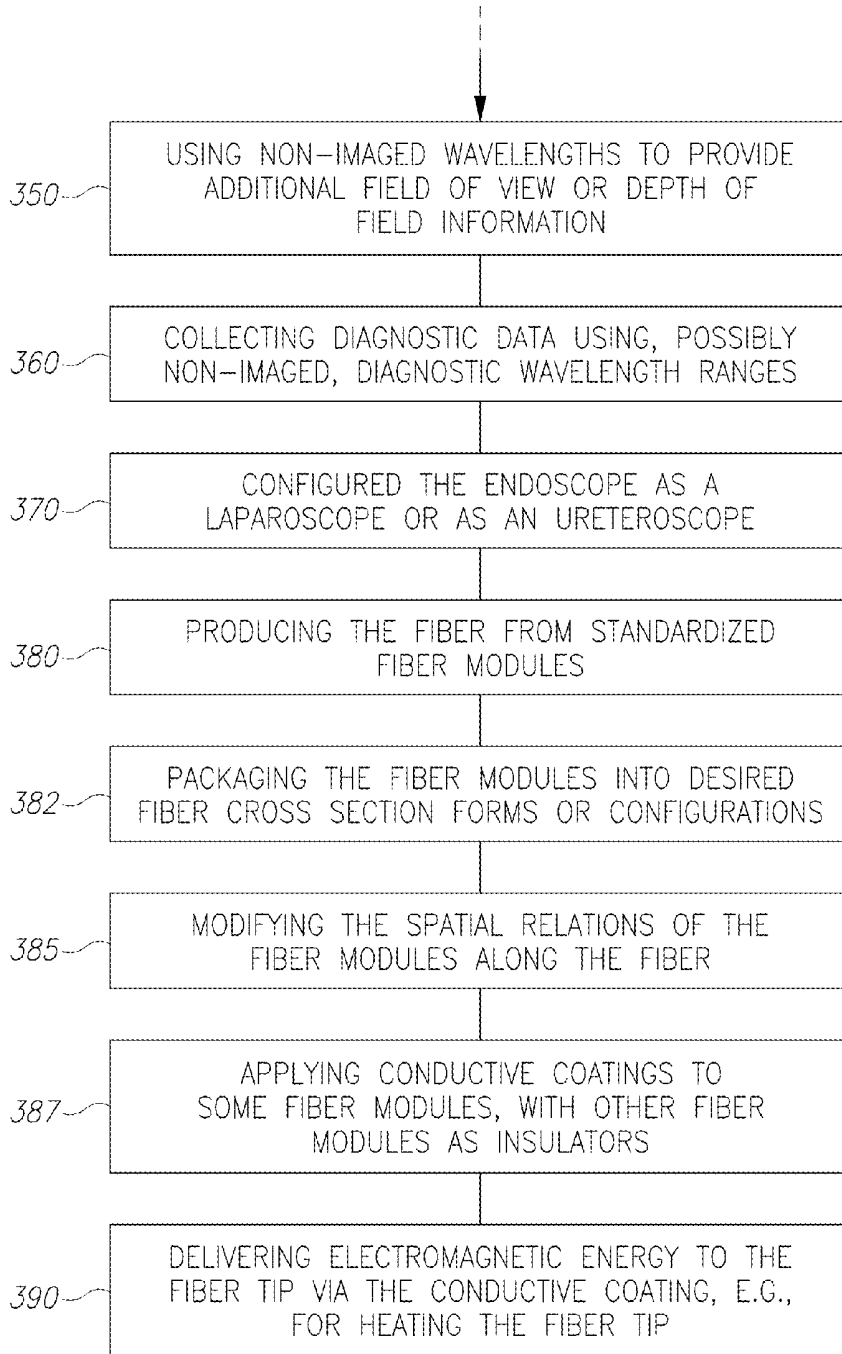 350
USING NON-IMAGED WAVELENGTHS TO PROVIDE
ADDITIONAL FIELD OF VIEW OR DEPTH OF
FIELD INFORMATION
360
COLLECTING DIAGNOSTIC DATA USING, POSSIBLY
NON-IMAGED, DIAGNOSTIC WAVELENGTH RANGES
370
CONFIGURED THE ENDOSCOPE AS A
LAPAROSCOPE OR AS AN URETEROSCOPE
380
PRODUCING THE FIBER FROM STANDARDIZED
FIBER MODULES
382
PACKAGING THE FIBER MODULES INTO DESIRED
FIBER CROSS SECTION FORMS OR CONFIGURATIONS
385
MODIFYING THE SPATIAL RELATIONS OF THE
FIBER MODULES ALONG THE FIBER
387
APPLYING CONDUCTIVE COATINGS TO
SOME FIBER MODULES, WITH OTHER FIBER
MODULES AS INSULATORS
390
DELIVERING ELECTROMAGNETIC ENERGY TO THE
FIBER TIP VIA THE CONDUCTIVE COATING, E.G.,
FOR HEATING THE FIBER TIP